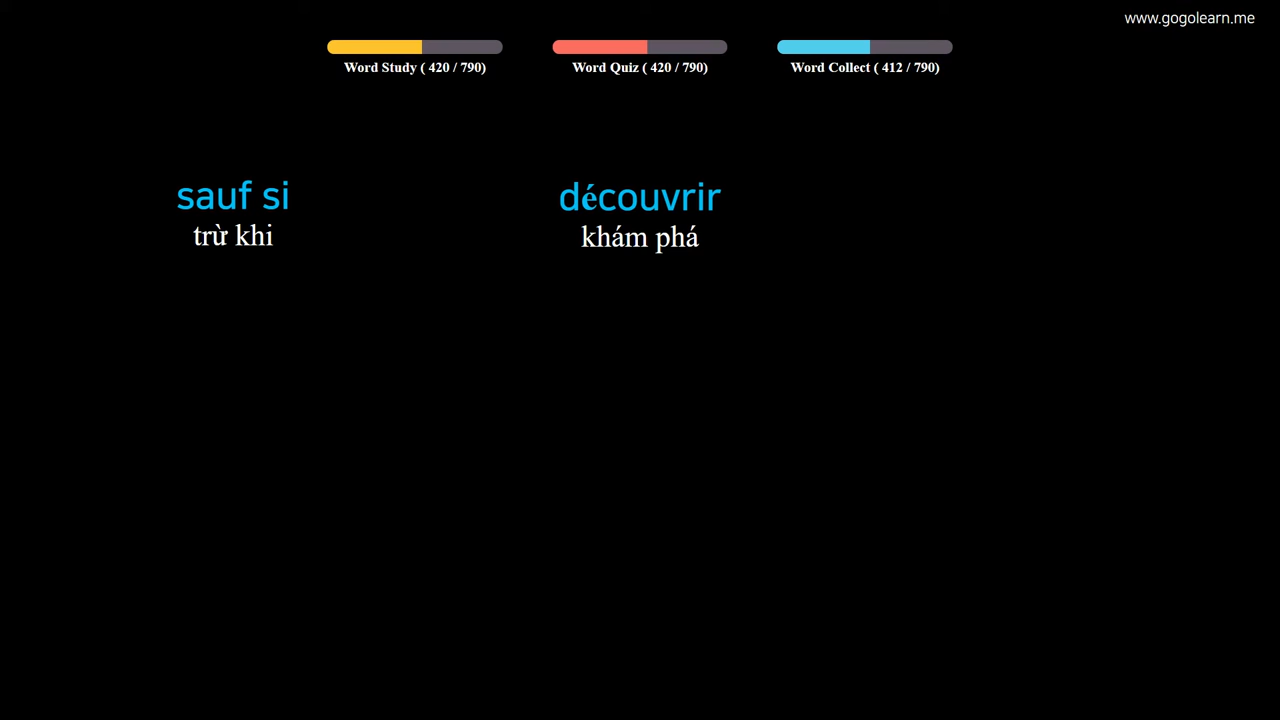 www.gogolearn.me
Word Study ( 420 / 790)
Word Quiz ( 420 / 790)
Word Collect ( 412 / 790)
sauf si
trừ khi
découvrir
khám phá